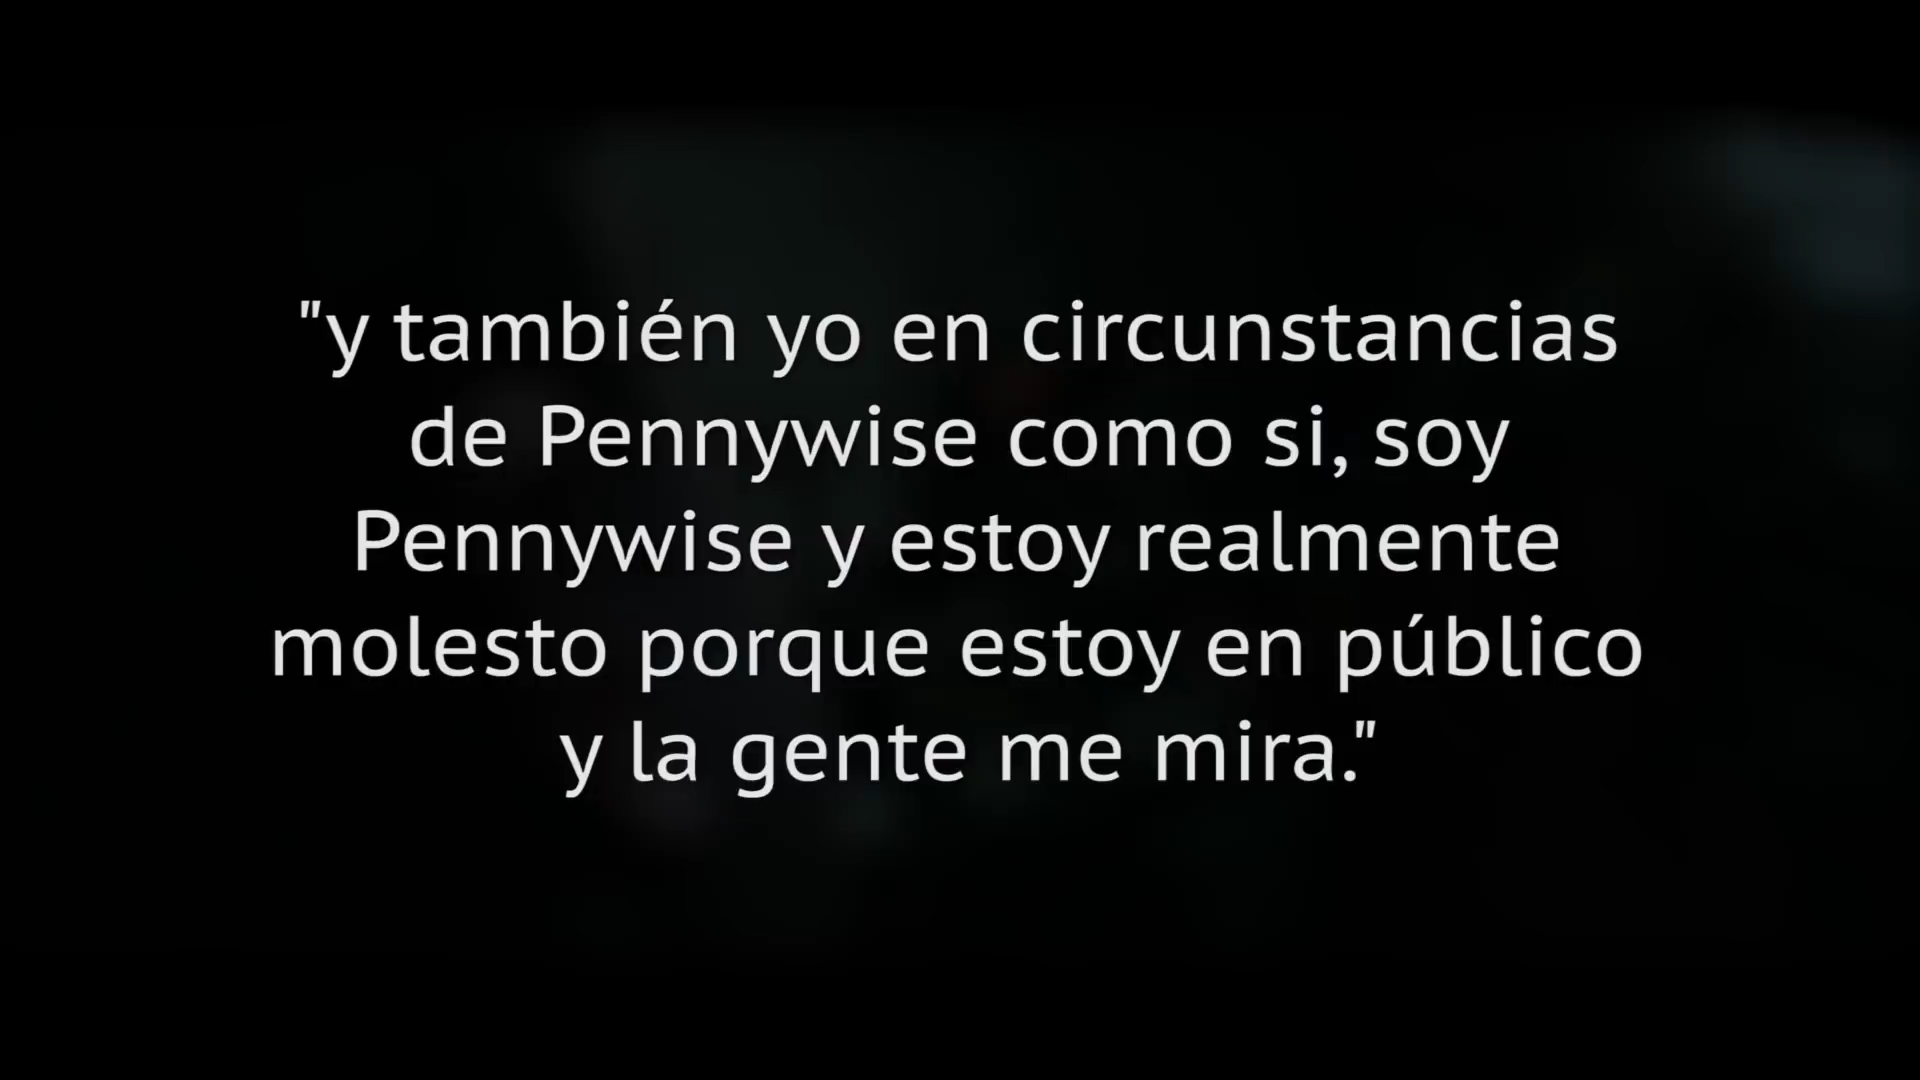 "y también yo en circunstancias
de Pennywise como si, soy
Pennywise y estoy realmente
molesto porque estoy en público
y la gente me mira."